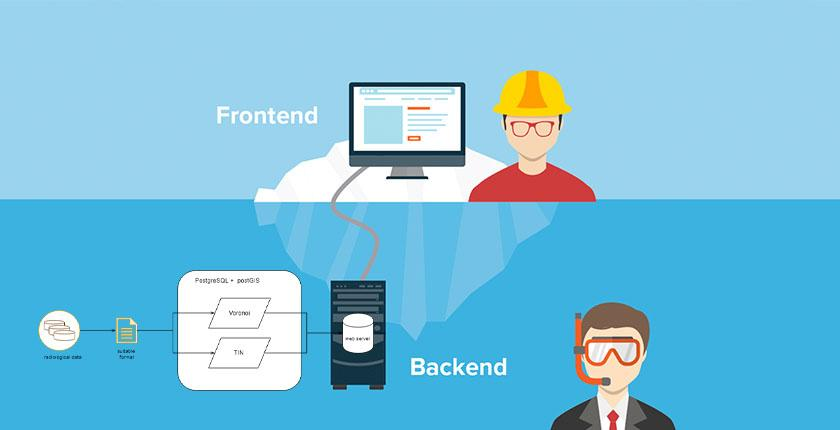 Frontend
PostgreSQL + postGIS
Voronoi
TIN
radiological data
suitable
format
web server
Backend